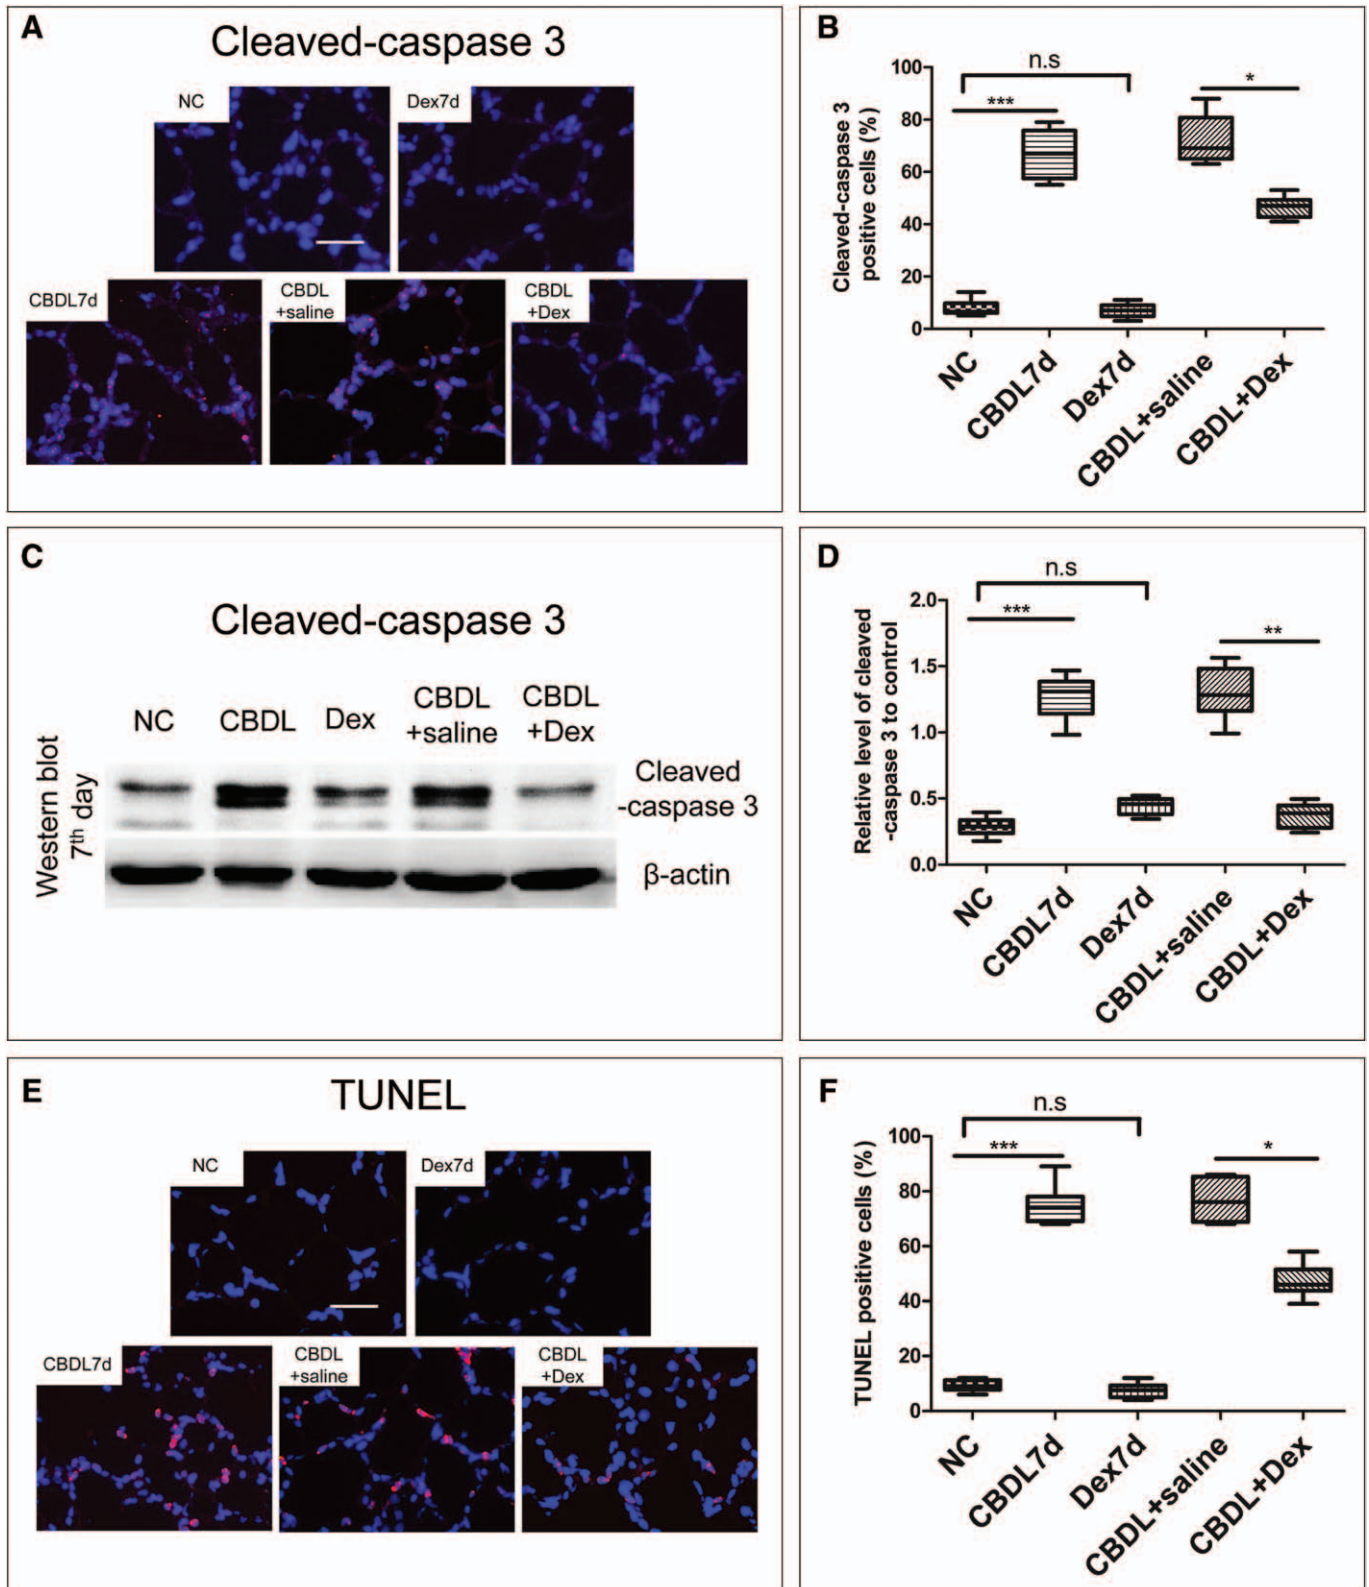 A
Cleaved-caspase 3
NC
Dex7d
CBDL7d
CBDL
+saline
CBDL
+Dex
B
Cleaved-caspase 3
positive cells (%)
100
80
60
40
20
0
n.s
***
*
NC
CBDL7d
Dex7d
CBDL+saline
CBDL+Dex
C
Cleaved-caspase 3
Western blot
7th day
NC
CBDL
Dex
CBDL
+saline
CBDL
+Dex
Cleaved
-caspase 3
β-actin
D
Relative level of cleaved
-caspase 3 to control
2.0
1.5
1.0
0.5
0.0
n.s
***
**
NC
CBDL7d
Dex7d
CBDL+saline
CBDL+Dex
E
TUNEL
NC
Dex7d
CBDL7d
CBDL
+saline
CBDL
+Dex
F
TUNEL positive cells (%)
100
80
60
40
20
0
n.s
***
*
NC
CBDL7d
Dex7d
CBDL+saline
CBDL+Dex